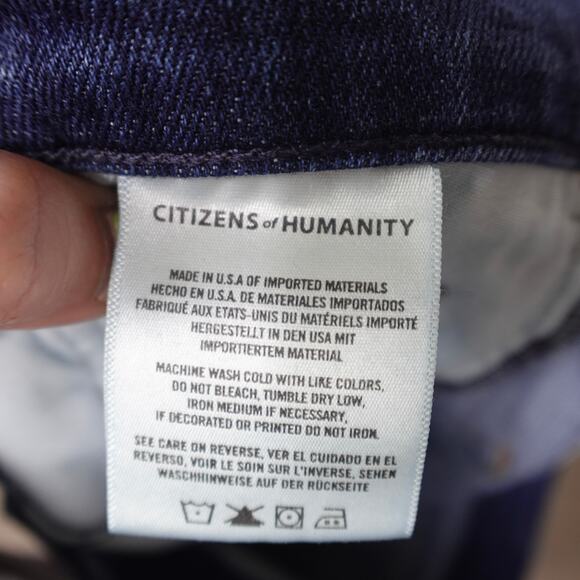 CITIZENS of HUMANITY
MADE IN U.S.A OF IMPORTED MATERIALS
HECHO EN U.S.A. DE MATERIALES IMPORTADOS
FABRIQUÉ AUX ETATS-UNIS DU MATÉRIELS IMPORTÉ
HERGESTELLT IN DEN USA MIT
IMPORTIERTEM MATERIAL
MACHINE WASH COLD WITH LIKE COLORS,
DO NOT BLEACH, TUMBLE DRY LOW,
IRON MEDIUM IF NECESSARY,
IF DECORATED OR PRINTED DO NOT IRON.
SEE CARE ON REVERSE, VER EL CUIDADO EN EL
REVERSO, VOIR LE SOIN SUR L'INVERSE, SEHEN
WASCHHINWEISE AUF DER RÜCKSEITE